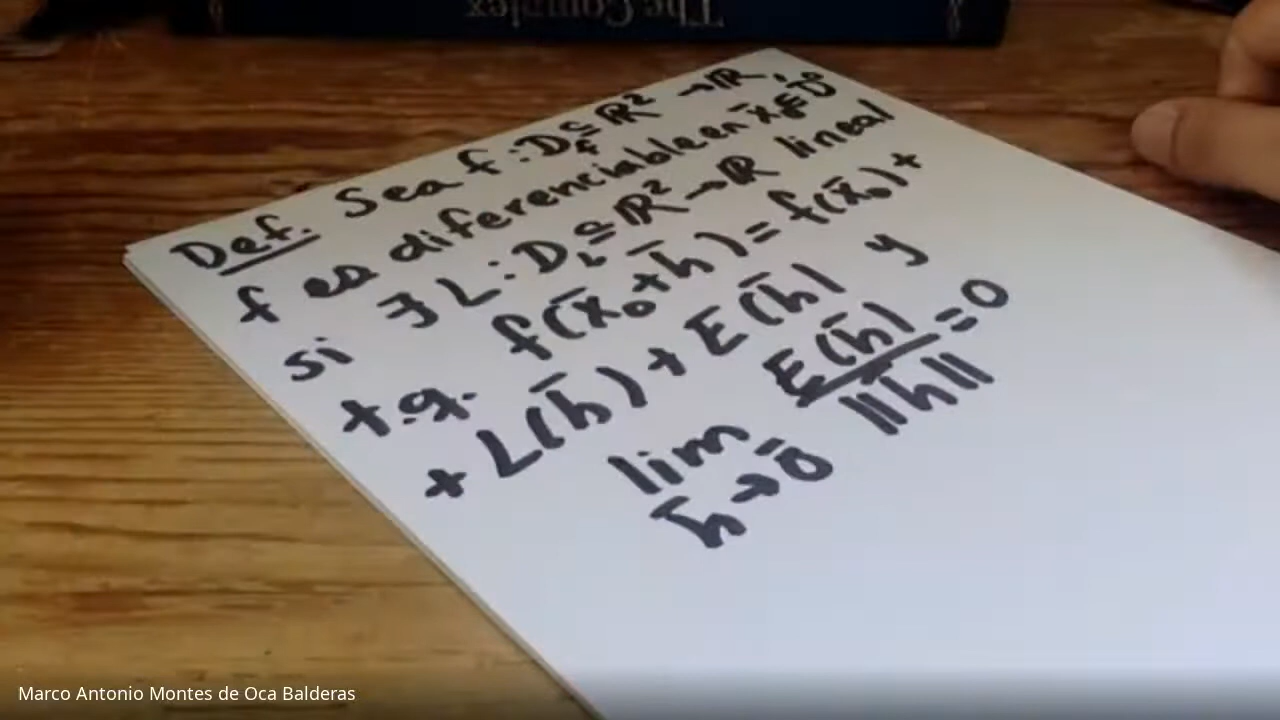 The Complex
Def. Sea f: D_f ⊆ ℝ² → ℝ,
f es diferenciable en x̄₀∈D°
si ∃ L: D_L ⊆ ℝ² → ℝ lineal
t.q. f(x̄₀+h̄) = f(x̄₀) +
+ L(h̄) + E(h̄) y
lim h̄→0̄ E(h̄)/||h̄|| = 0
Marco Antonio Montes de Oca Balderas